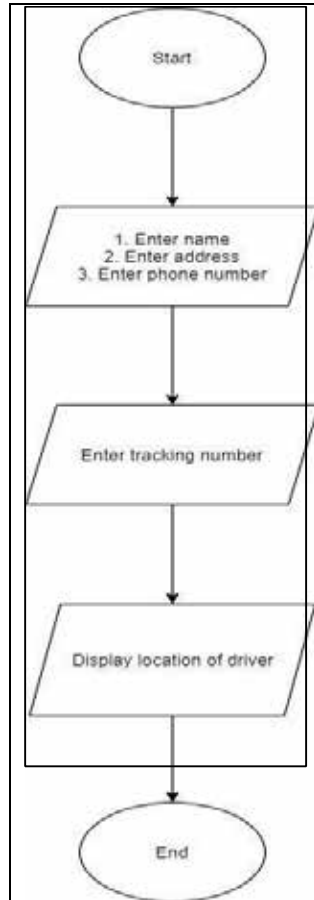 Start
1. Enter name
2. Enter address
3. Enter phone number
Enter tracking number
Display location of driver
End